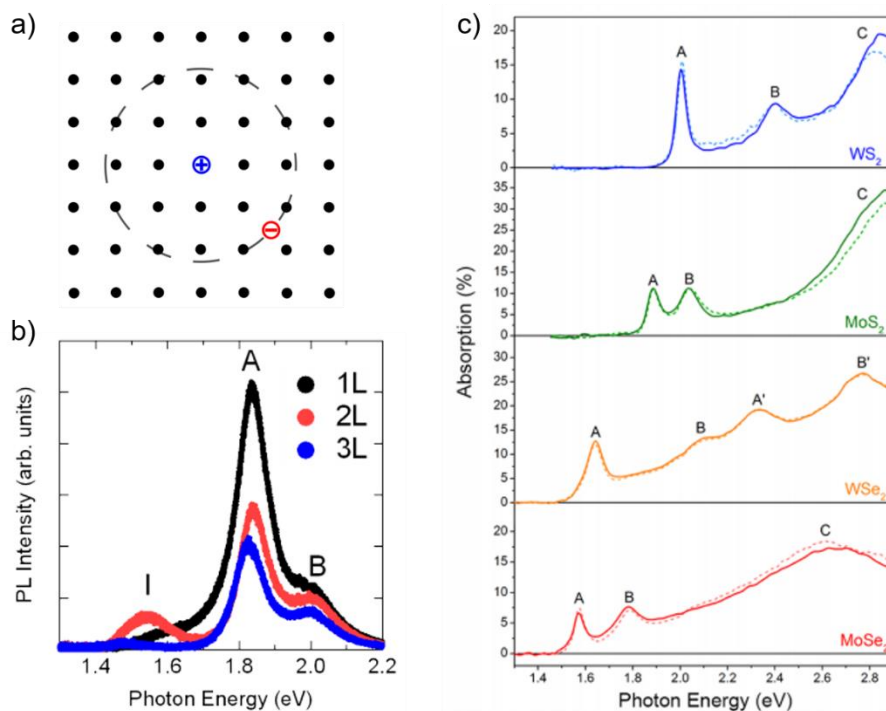 a)
⊕
⊖
b)
PL Intensity (arb. units)
I
A
B
1L
2L
3L
1.4 1.6 1.8 2.0 2.2
Photon Energy (eV)
c)
Absorption (%)
20
15
10
5
0
A
B
C
WS2
35
30
25
20
15
10
5
0
A
B
C
MoS2
30
25
20
15
10
5
0
A
B
A'
B'
WSe2
20
15
10
5
0
A
B
C
MoSe2
1.4 1.6 1.8 2.0 2.2 2.4 2.6 2.8
Photon Energy (eV)